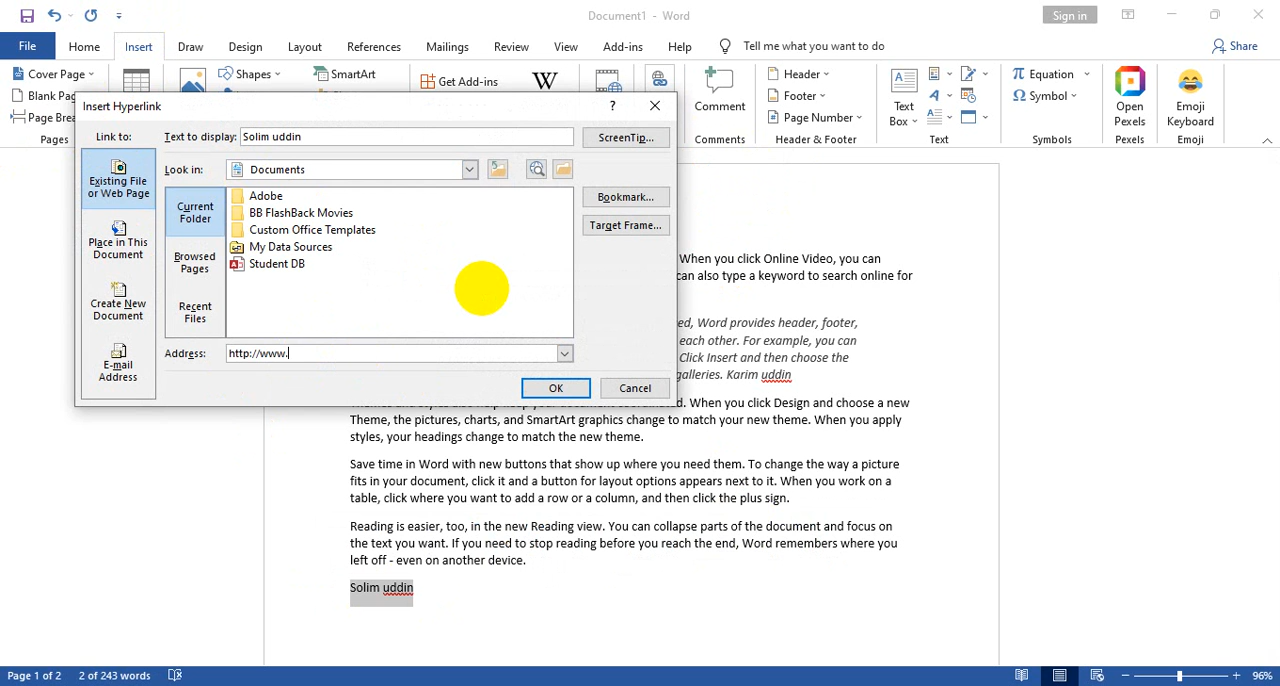 Document1 - Word
Sign in
File Home Insert Draw Design Layout References Mailings Review View Add-ins Help Tell me what you want to do Share
Cover Page
Blank Pag
Page Brea
Pages
Shapes
SmartArt
Get Add-ins
W
Comment
Comments
Header
Footer
Page Number
Header & Footer
Text
Box
Text
Equation
Symbol
Symbols
Open
Pexels
Pexels
Emoji
Keyboard
Emoji
Insert Hyperlink
Link to:
Text to display: Solim uddin
ScreenTip...
Existing File
or Web Page
Place in This
Document
Create New
Document
E-mail
Address
Look in: Documents
Current
Folder
Browsed
Pages
Recent
Files
Adobe
BB FlashBack Movies
Custom Office Templates
My Data Sources
Student DB
Bookmark...
Target Frame...
Address: http://www.
OK Cancel
When you click Online Video, you can
can also type a keyword to search online for
ed, Word provides header, footer,
each other. For example, you can
Click Insert and then choose the
galleries. Karim uddin
Themes and styles also help keep your document coordinated. When you click Design and choose a new
Theme, the pictures, charts, and SmartArt graphics change to match your new theme. When you apply
styles, your headings change to match the new theme.
Save time in Word with new buttons that show up where you need them. To change the way a picture
fits in your document, click it and a button for layout options appears next to it. When you work on a
table, click where you want to add a row or a column, and then click the plus sign.
Reading is easier, too, in the new Reading view. You can collapse parts of the document and focus on
the text you want. If you need to stop reading before you reach the end, Word remembers where you
left off - even on another device.
Solim uddin
Page 1 of 2 2 of 243 words 96%